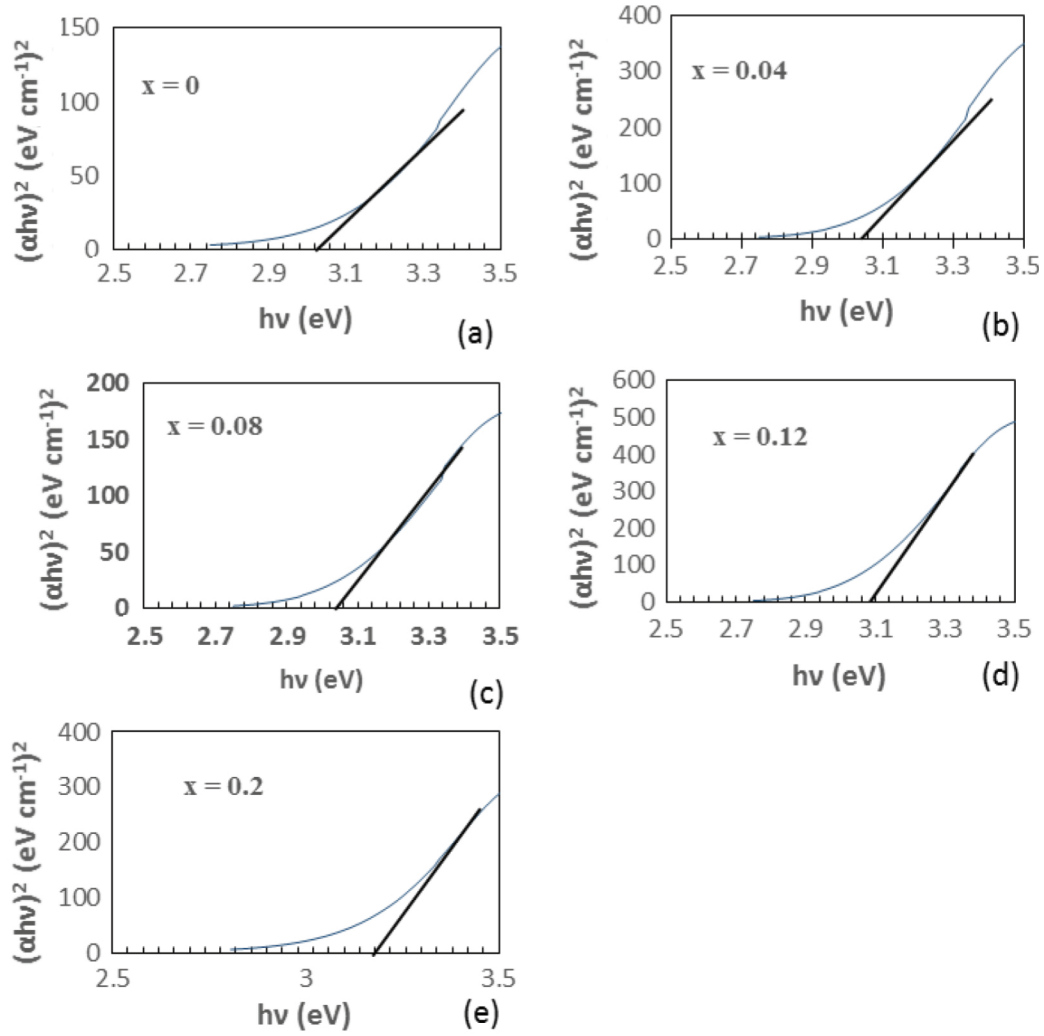 150
100
50
0
(αhν)² (eV cm⁻¹)²
x = 0
2.5 2.7 2.9 3.1 3.3 3.5
hν (eV)
(a)
400
300
200
100
0
(αhν)² (eV cm⁻¹)²
x = 0.04
2.5 2.7 2.9 3.1 3.3 3.5
hν (eV)
(b)
200
150
100
50
0
(αhν)² (eV cm⁻¹)²
x = 0.08
2.5 2.7 2.9 3.1 3.3 3.5
hν (eV)
(c)
600
500
400
300
200
100
0
(αhν)² (eV cm⁻¹)²
x = 0.12
2.5 2.7 2.9 3.1 3.3 3.5
hν (eV)
(d)
400
300
200
100
0
(αhν)² (eV cm⁻¹)²
x = 0.2
2.5 3 3.5
hν (eV)
(e)